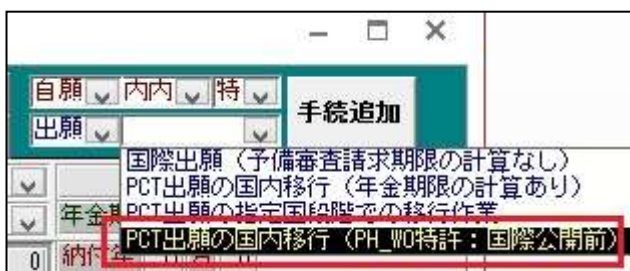 自願 内内 特
手続追加
出願
国際出願（予備審査請求期限の計算なし）
PCT出願の国内移行（年金期限の計算あり）
年金期 PCT出願の指定国段階での移行作業
PCT出願の国内移行（PH_WO特許：国際公開前）
0 納付年